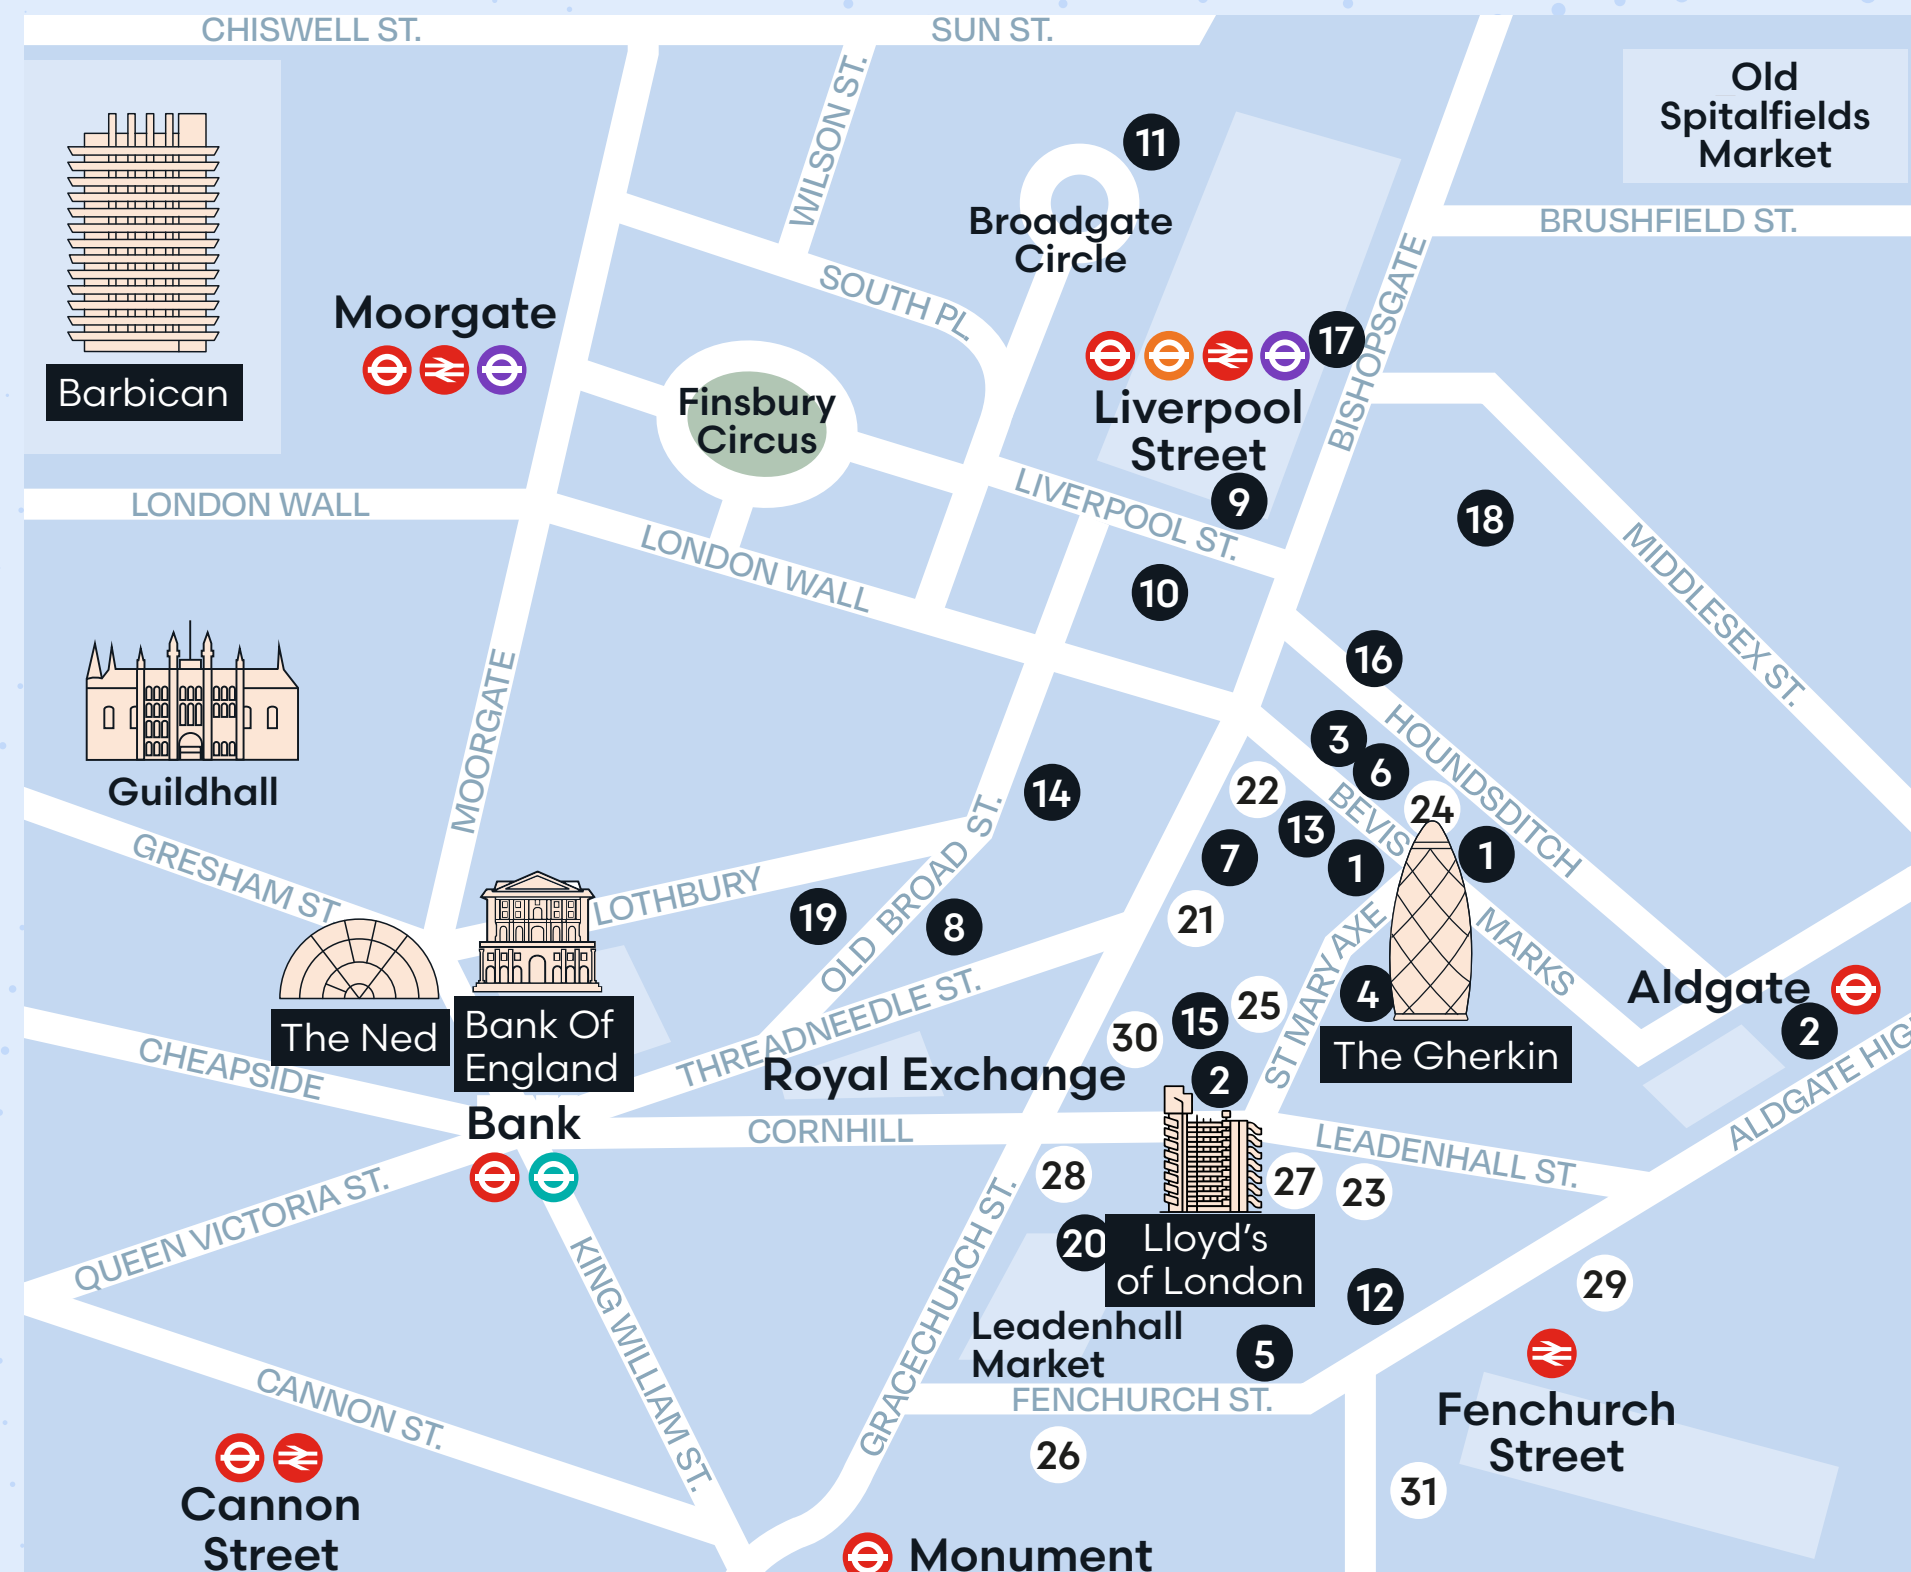 CHISWELL ST.
SUN ST.
WILSON ST.
Old
Spitalfields
Market
11
Broadgate
Circle
BRUSHFIELD ST.
BISHOPSGATE
SOUTH PL
Moorgate
Barbican
17
Liverpool
Street
Finsbury
Circus
9
LONDON WALL
LIVERPOOL ST.
18
LONDON WALL
MIDDLESEX ST.
10
16
MOORGATE
HOUNDSDITCH
3
6
Guildhall
14
22
BEVIS
24
13
7
1
1
GRESHAM ST
LOTHBURY
19
OLD BROAD ST.
8
21
ST MARY AXE
MARKS
4
Aldgate
2
The Ned
Bank Of
England
THREADNEEDLE ST.
30
15
25
The Gherkin
CHEAPSIDE
Royal Exchange
2
ALDGATE HIG
Bank
CORNHILL
LEADENHALL ST.
28
27
23
QUEEN VICTORIA ST.
KING WILLIAM ST.
GRACECHURCH ST.
20
Lloyd's
of London
12
29
Leadenhall
Market
5
CANNON ST.
FENCHURCH ST.
Fenchurch
Street
26
31
Cannon
Street
Monument